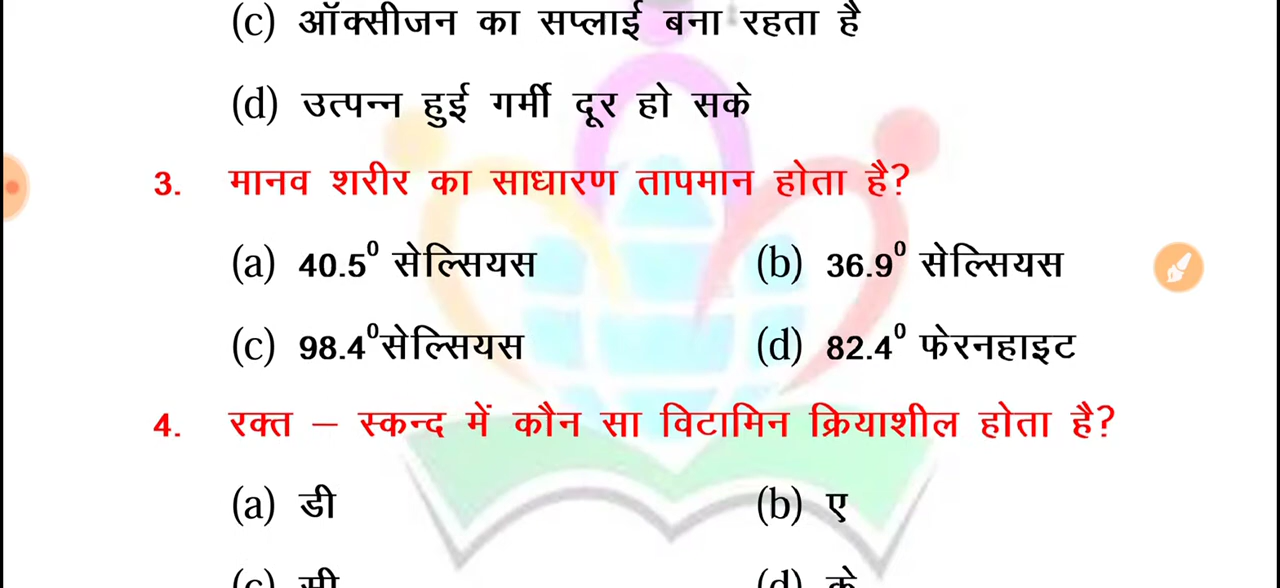 (c) ऑक्सीजन का सप्लाई बना रहता है
(d) उत्पन्न हुई गर्मी दूर हो सके
3. मानव शरीर का साधारण तापमान होता है?
(a) 40.5⁰ सेल्सियस (b) 36.9⁰ सेल्सियस
(c) 98.4⁰सेल्सियस (d) 82.4⁰ फेरनहाइट
4. रक्त – स्कन्द में कौन सा विटामिन क्रियाशील होता है?
(a) डी (b) ए
(c) सी (d) के